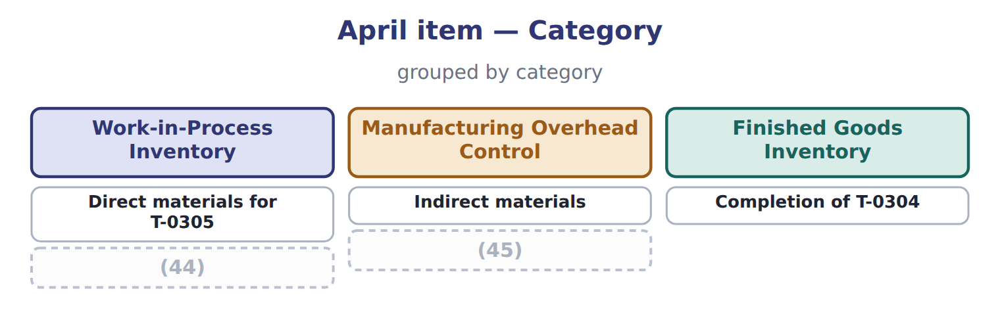 April item — Category
grouped by category
Work-in-Process
Inventory
Direct materials for
T-0305
(44)
Manufacturing Overhead
Control
Indirect materials
(45)
Finished Goods
Inventory
Completion of T-0304